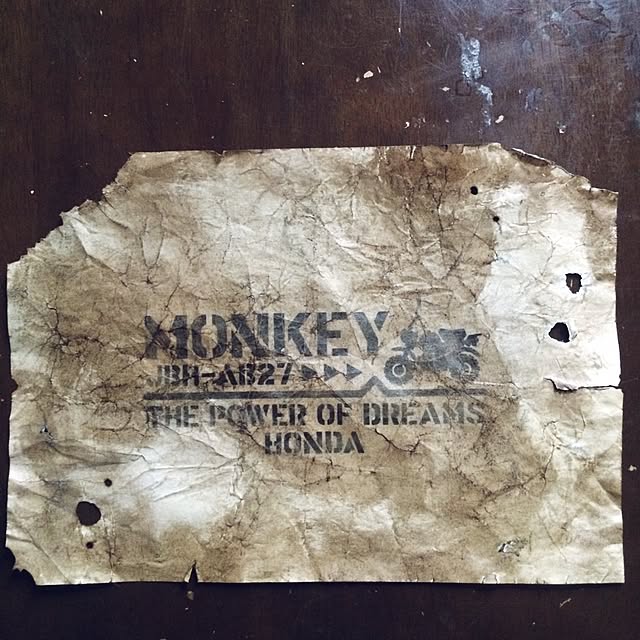 MONKEY
JBH-AB27
THE POWER OF DREAMS
HONDA